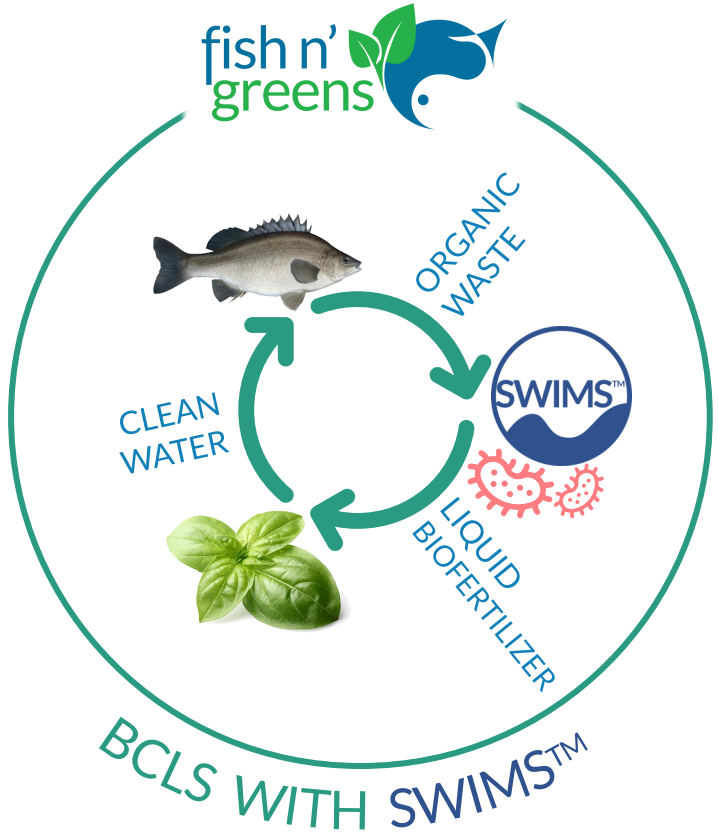 fish n'
greens
ORGANIC
WASTE
SWIMS™
CLEAN
WATER
LIQUID
BIOFERTILIZER
BCLS WITH SWIMS™